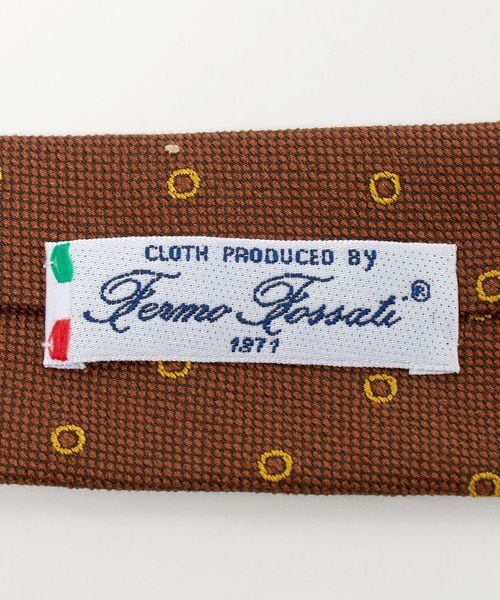 CLOTH PRODUCED BY
Fermo Fossati®
1871